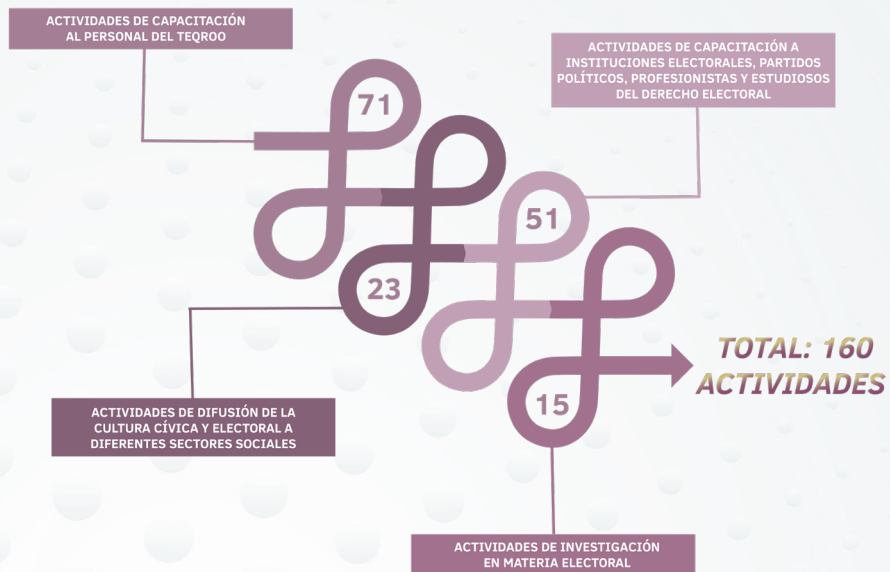 ACTIVIDADES DE CAPACITACIÓN
AL PERSONAL DEL TEQROO
71
ACTIVIDADES DE CAPACITACIÓN A
INSTITUCIONES ELECTORALES, PARTIDOS
POLÍTICOS, PROFESIONISTAS Y ESTUDIOSOS
DEL DERECHO ELECTORAL
51
23
ACTIVIDADES DE DIFUSIÓN DE LA
CULTURA CÍVICA Y ELECTORAL A
DIFERENTES SECTORES SOCIALES
15
ACTIVIDADES DE INVESTIGACIÓN
EN MATERIA ELECTORAL
TOTAL: 160
ACTIVIDADES